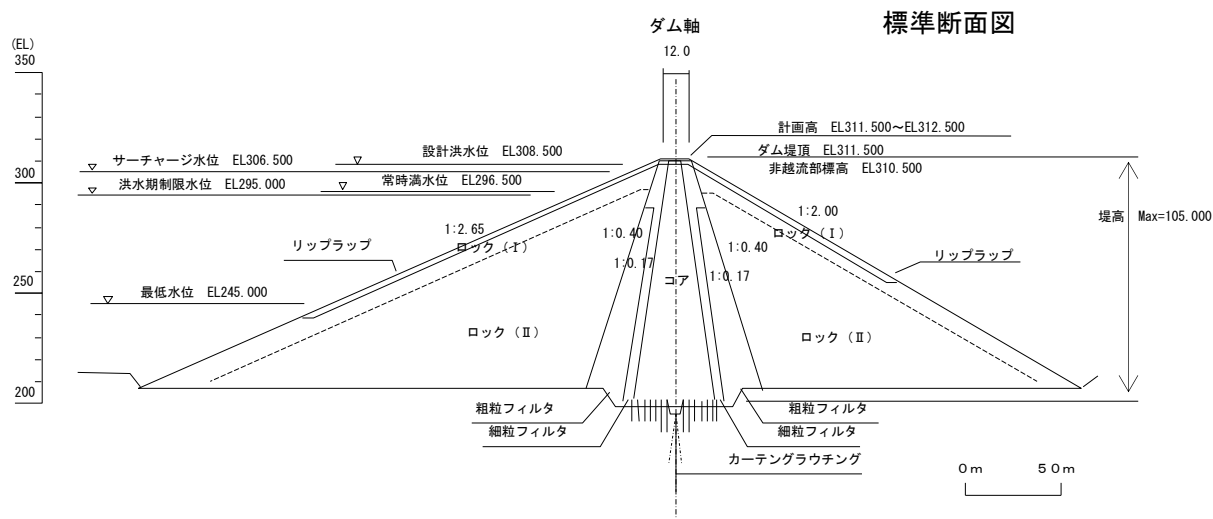 標準断面図
ダム軸
12.0
(EL)
350
300
250
200
計画高 EL311.500～EL312.500
設計洪水位 EL308.500
ダム堤頂 EL311.500
サーチャージ水位 EL306.500
非越流部標高 EL310.500
洪水期制限水位 EL295.000
常時満水位 EL296.500
1:2.65
1:2.00
ロック（Ⅰ）
ロック（Ⅰ）
堤高 Max=105.000
リップラップ
リップラップ
1:0.40
1:0.40
1:0.17
1:0.17
コア
最低水位 EL245.000
ロック（Ⅱ）
ロック（Ⅱ）
粗粒フィルタ
粗粒フィルタ
細粒フィルタ
細粒フィルタ
カーテングラウチング
0m 50m